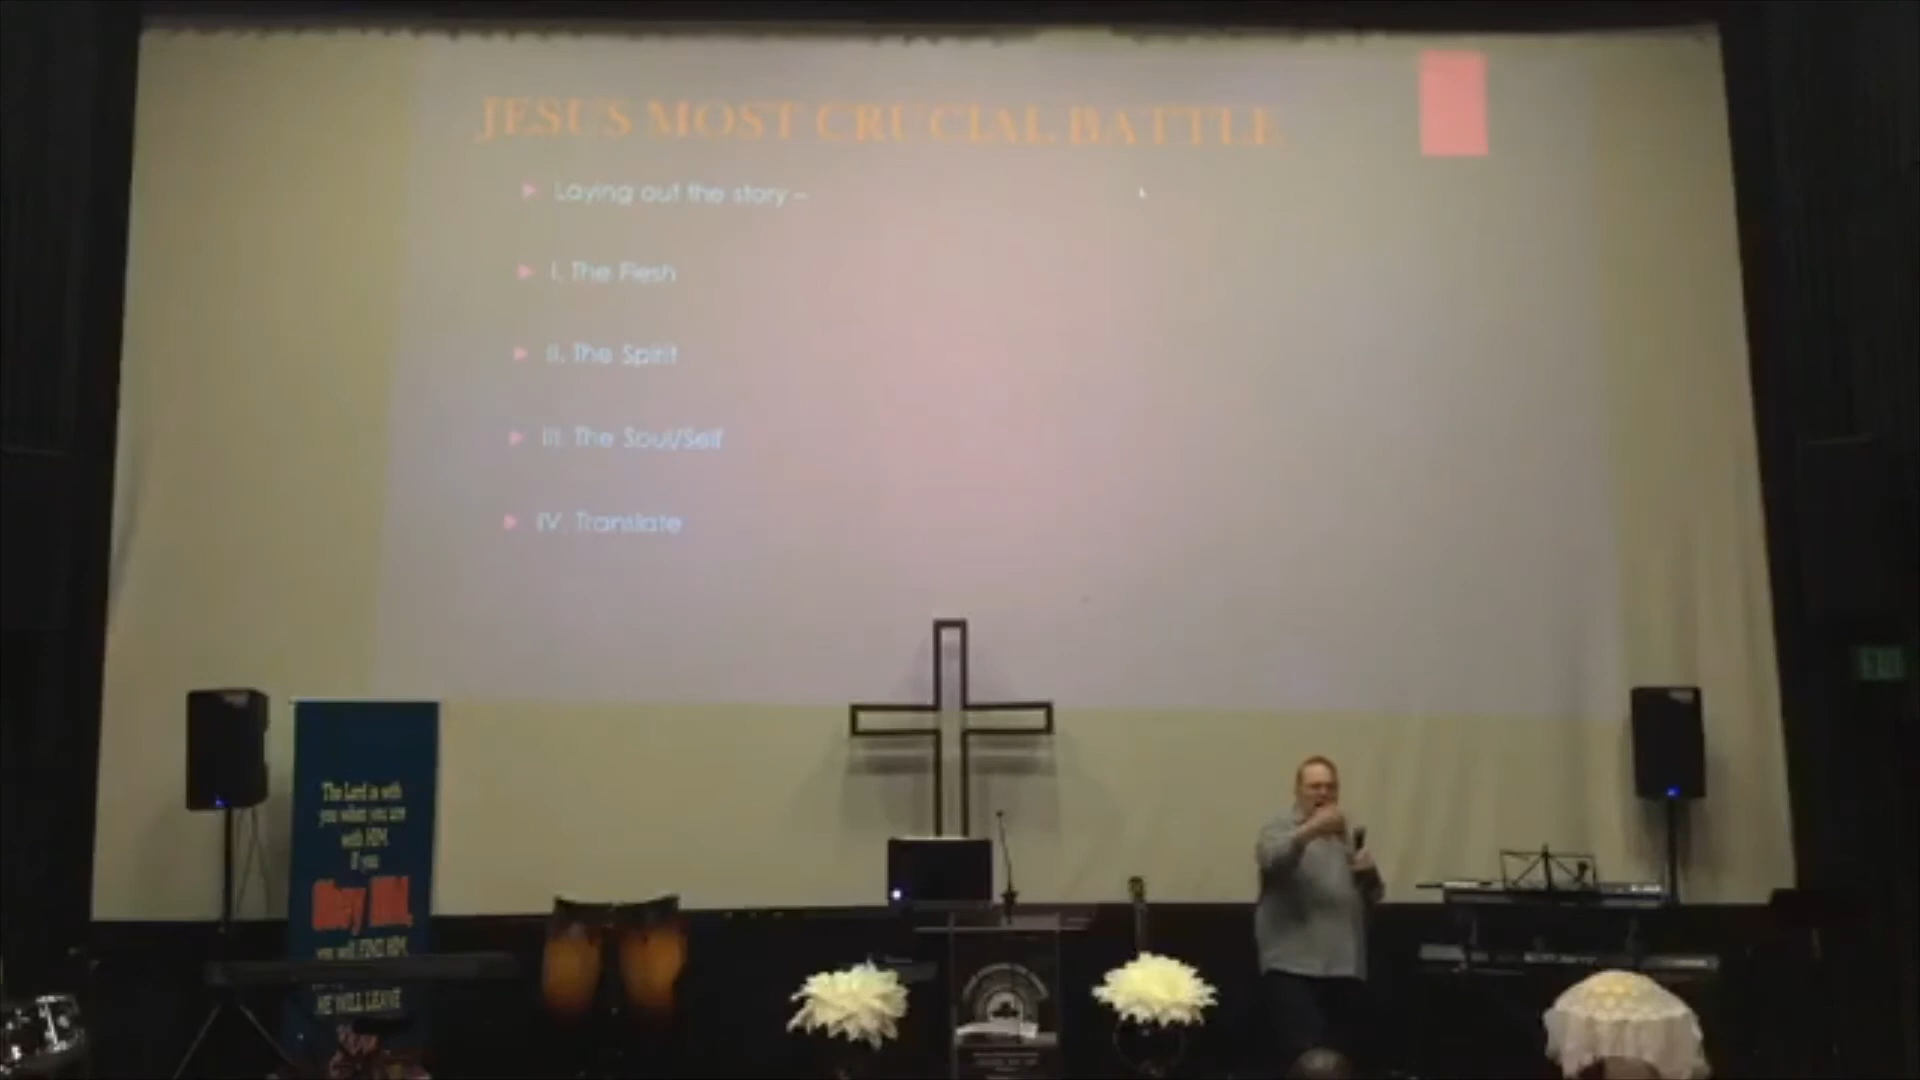 JESUS MOST CRUCIAL BATTLE
Laying out the story –
I. The Flesh
II. The Spirit
III. The Soul/Self
IV. Translate
The Lord is with
you when you are
with HIM.
If you
Obey HIM,
you will FIND HIM.
HE WILL LEAVE
EXIT